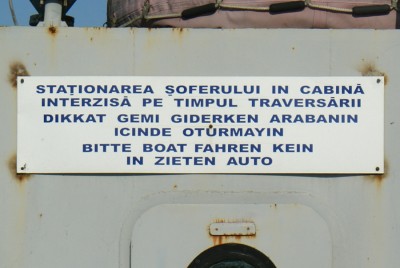 STAȚIONAREA ȘOFERULUI IN CABINĂ
INTERZISĂ PE TIMPUL TRAVERSĂRII
DIKKAT GEMI GIDERKEN ARABANIN
ICINDE OTURMAYIN
BITTE BOAT FAHREN KEIN
IN ZIETEN AUTO